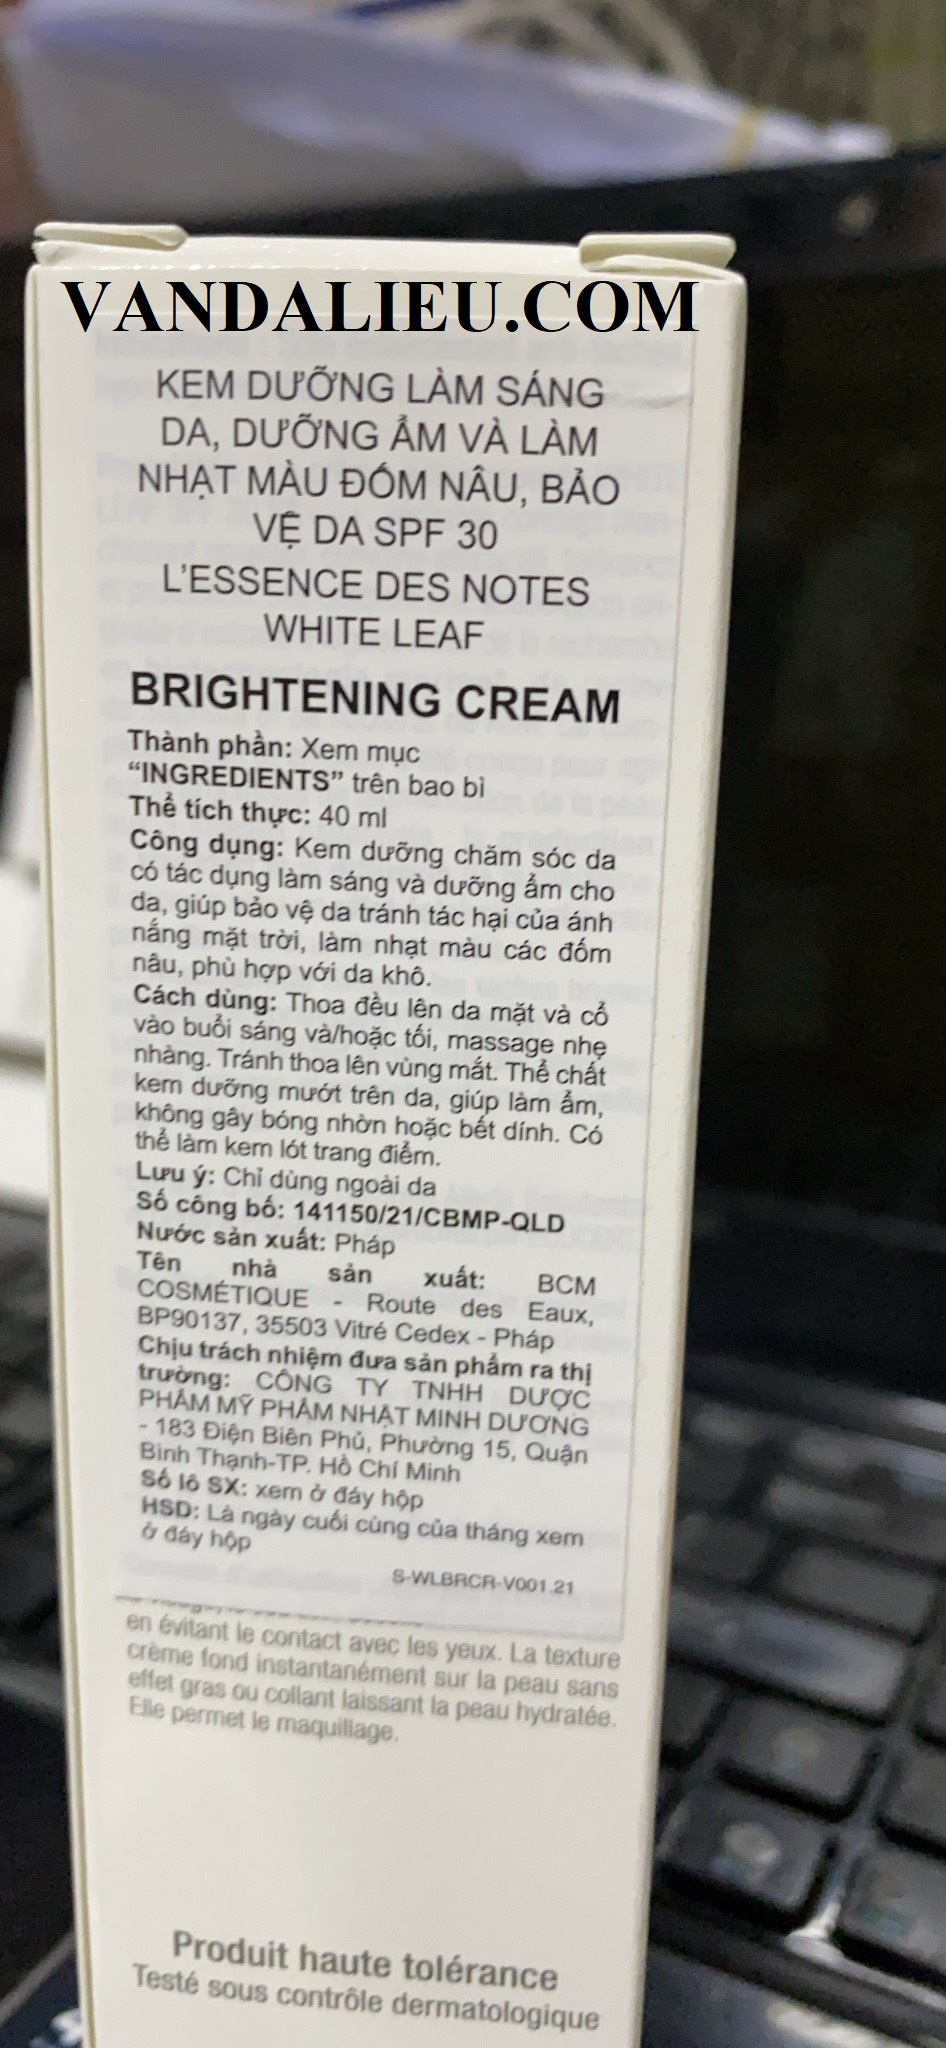 VANDALIEU.COM
KEM DƯỠNG LÀM SÁNG
DA, DƯỠNG ẨM VÀ LÀM
NHẠT MÀU ĐỐM NÂU, BẢO
VỆ DA SPF 30
L'ESSENCE DES NOTES
WHITE LEAF
BRIGHTENING CREAM
Thành phần: Xem mục
“INGREDIENTS” trên bao bì
Thể tích thực: 40 ml
Công dụng: Kem dưỡng chăm sóc da
có tác dụng làm sáng và dưỡng ẩm cho
da, giúp bảo vệ da tránh tác hại của ánh
nắng mặt trời, làm nhạt màu các đốm
nâu, phù hợp với da khô.
Cách dùng: Thoa đều lên da mặt và cổ
vào buổi sáng và/hoặc tối, massage nhẹ
nhàng. Tránh thoa lên vùng mắt. Thể chất
kem dưỡng mướt trên da, giúp làm ẩm,
không gây bóng nhờn hoặc bết dính. Có
thể làm kem lót trang điểm.
Lưu ý: Chỉ dùng ngoài da
Số công bố: 141150/21/CBMP-QLD
Nước sản xuất: Pháp
Tên nhà sản xuất: BCM
COSMÉTIQUE - Route des Eaux,
BP90137, 35503 Vitré Cedex - Pháp
Chịu trách nhiệm đưa sản phẩm ra thị
trường: CÔNG TY TNHH DƯỢC
PHẨM MỸ PHẨM NHẬT MINH DƯƠNG
- 183 Điện Biên Phủ, Phường 15, Quận
Bình Thạnh-TP. Hồ Chí Minh
Số lô SX: xem ở đáy hộp
HSD: Là ngày cuối cùng của tháng xem
ở đáy hộp
S-WLBRCR-V001.21
en évitant le contact avec les yeux. La texture
crème fond instantanément sur la peau sans
effet gras ou collant laissant la peau hydratée.
Elle permet le maquillage.
Produit haute tolérance
Testé sous contrôle dermatologique